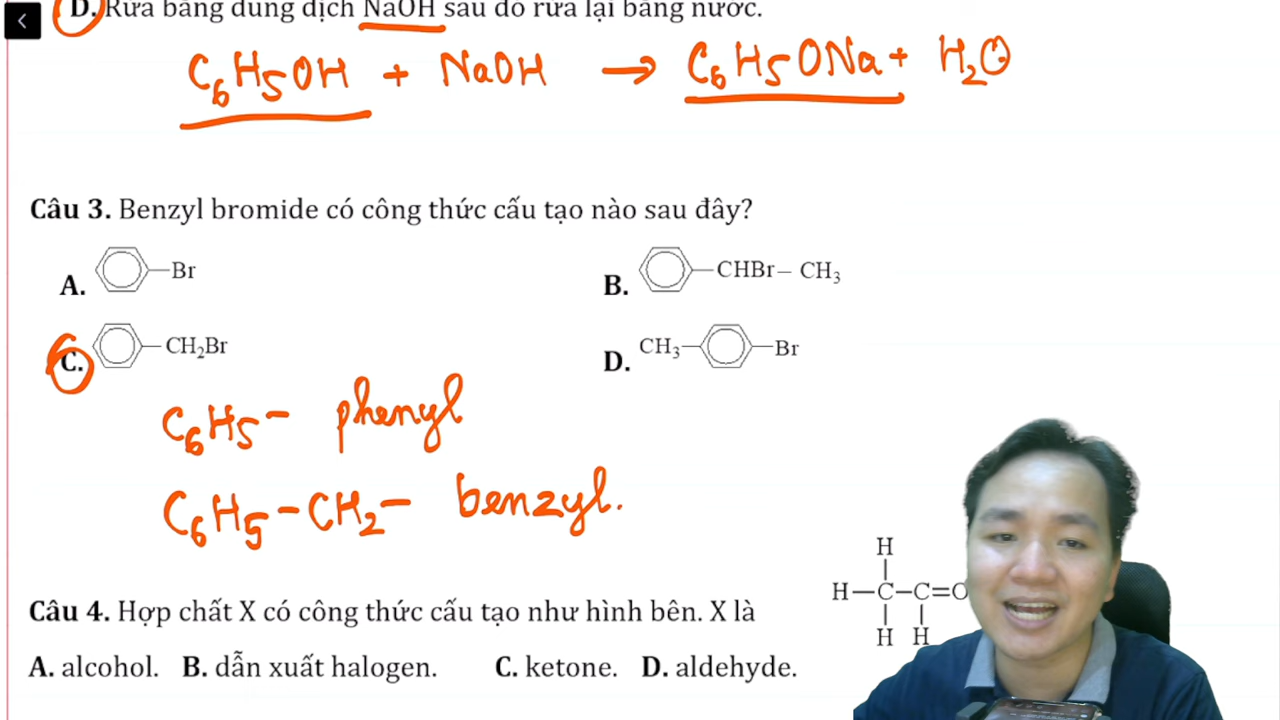 D. Rửa bằng dung dịch NaOH sau đó rửa lại bằng nước.
C₆H₅OH + NaOH → C₆H₅ONa + H₂O
Câu 3. Benzyl bromide có công thức cấu tạo nào sau đây?
A. –Br
B. –CHBr– CH₃
C. –CH₂Br
D. CH₃– –Br
C₆H₅– phenyl
C₆H₅–CH₂– benzyl.
H
H–C–C=O
H H
Câu 4. Hợp chất X có công thức cấu tạo như hình bên. X là
A. alcohol. B. dẫn xuất halogen. C. ketone. D. aldehyde.